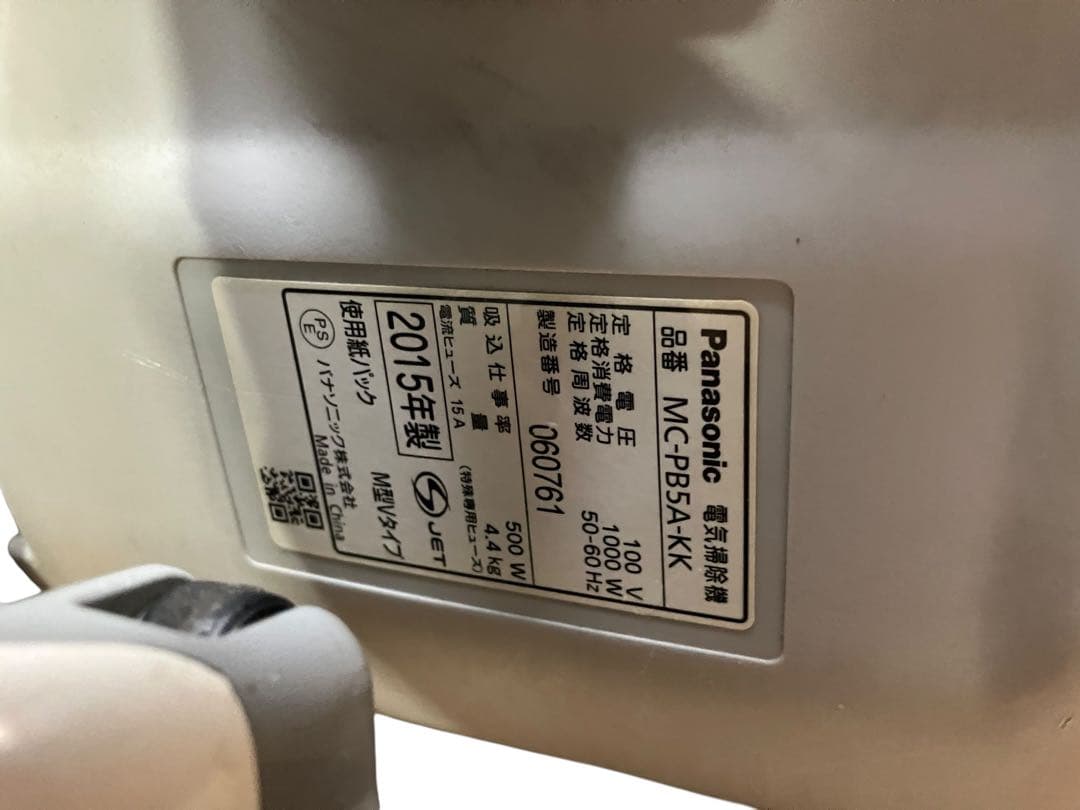 Panasonic 電気掃除機
品番 MC-PB5A-KK
定格電圧 100 V
定格消費電力 1000 W
定格周波数 50-60 Hz
製造番号 060761
吸込仕事率 500 W
質量 4.4 kg
電流ヒューズ 15A (特殊専用ヒューズ)
2015年製 S JET
使用紙パック M型Vタイプ
PS E パナソニック株式会社
Made in China